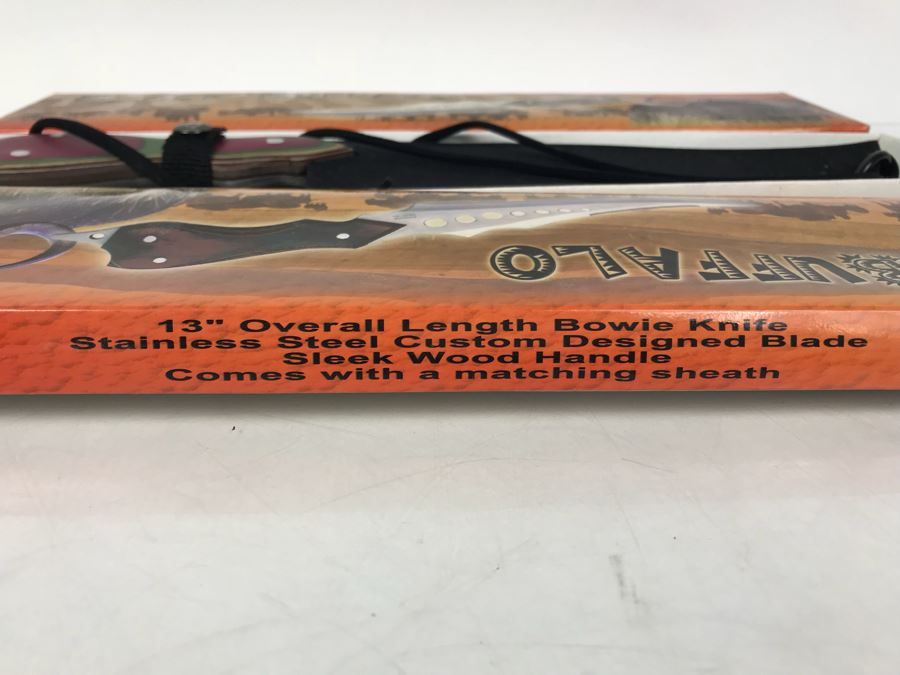 UFFALO
13" Overall Length Bowie Knife
Stainless Steel Custom Designed Blade
Sleek Wood Handle
Comes with a matching sheath